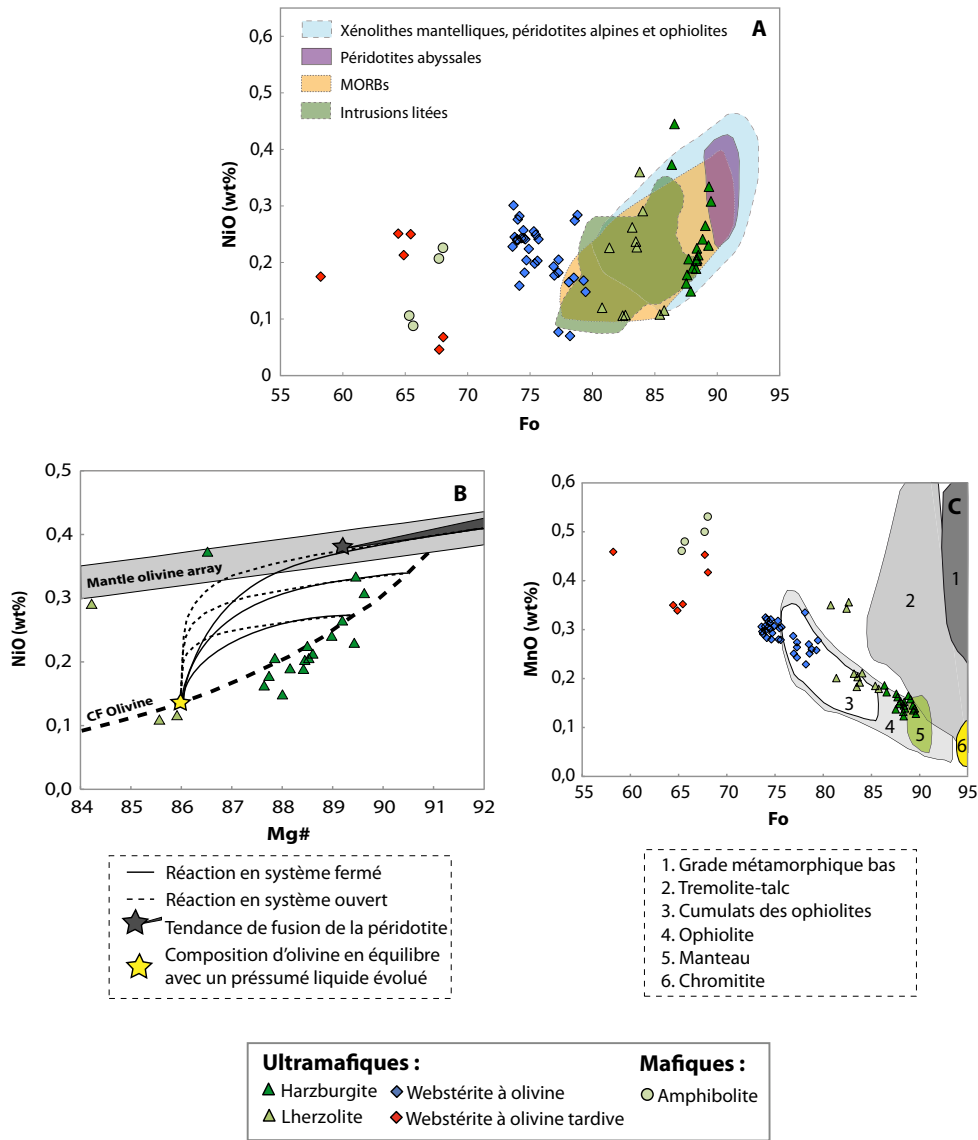 A
Xénolithes mantelliques, péridotites alpines et ophiolites
Péridotites abyssales
MORBs
Intrusions litées
0,6
0,5
0,4
0,3
0,2
0,1
0
NiO (wt%)
55 60 65 70 75 80 85 90 95
Fo
B
0,5
0,4
0,3
0,2
0,1
0,0
NiO (wt%)
Mantle olivine array
CF Olivine
84 85 86 87 88 89 90 91 92
Mg#
Réaction en système fermé
Réaction en système ouvert
Tendance de fusion de la péridotite
Composition d'olivine en équilibre
avec un préssumé liquide évolué
C
0,6
0,5
0,4
0,3
0,2
0,1
0,0
MnO (wt%)
1
2
3
4
5
6
55 60 65 70 75 80 85 90 95
Fo
1. Grade métamorphique bas
2. Tremolite-talc
3. Cumulats des ophiolites
4. Ophiolite
5. Manteau
6. Chromitite
Ultramafiques :
Harzburgite
Lherzolite
Webstérite à olivine
Webstérite à olivine tardive
Mafiques :
Amphibolite